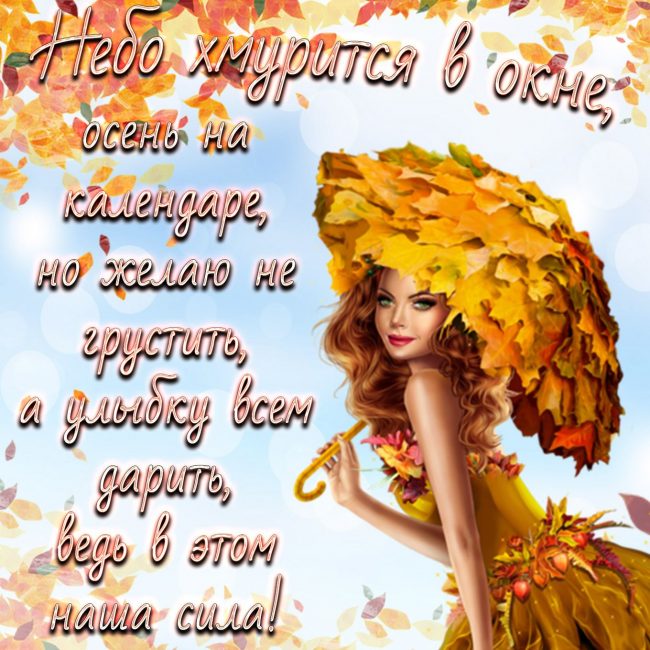 Небо хмурится в окне,
осень на
календаре,
но желаю не
грустить,
а улыбку всем
дарить,
ведь в этом
наша сила!